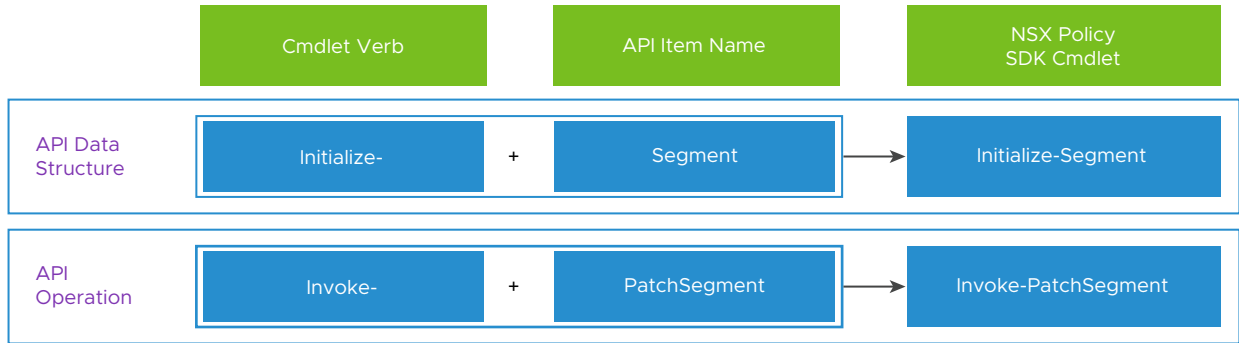 Cmdlet Verb
API Item Name
NSX Policy
SDK Cmdlet
API Data
Structure
Initialize-
+
Segment
Initialize-Segment
API
Operation
Invoke-
+
PatchSegment
Invoke-PatchSegment